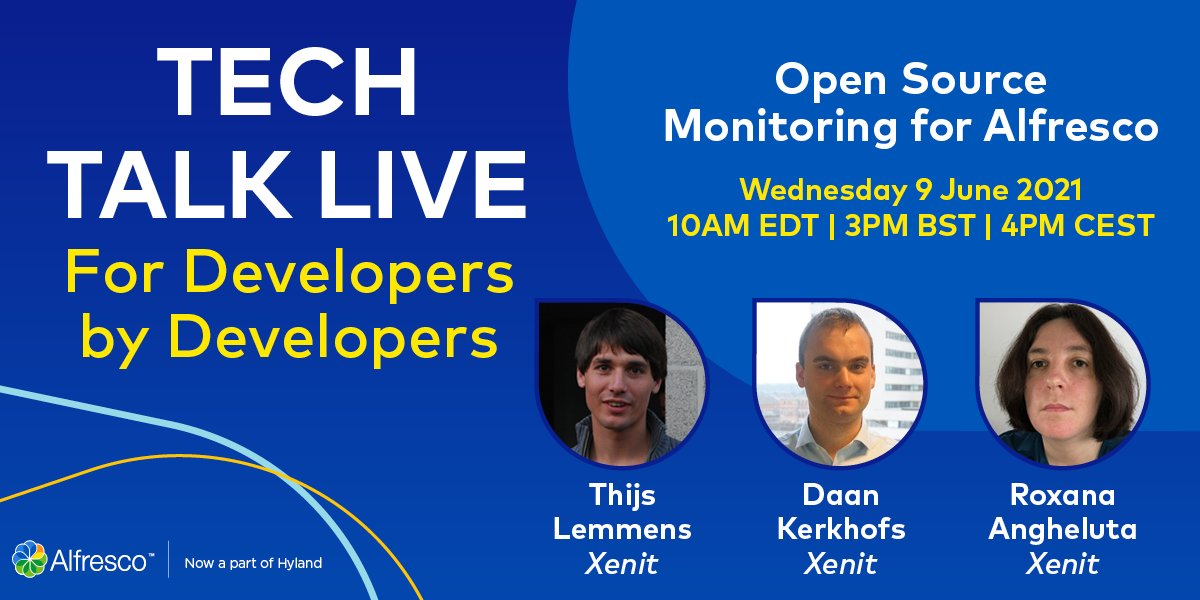 TECH
TALK LIVE
For Developers
by Developers
Open Source
Monitoring for Alfresco
Wednesday 9 June 2021
10AM EDT | 3PM BST | 4PM CEST
Thijs
Lemmens
Xenit
Daan
Kerkhofs
Xenit
Roxana
Angheluta
Xenit
Alfresco™
Now a part of Hyland